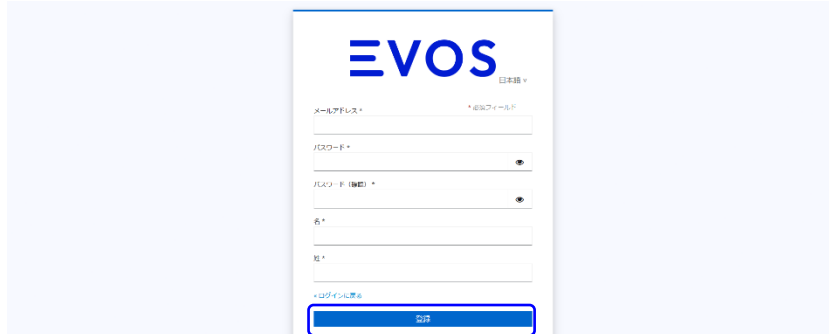 EVOS
日本語
* 必須フィールド
メールアドレス *
パスワード *
パスワード（確認） *
名 *
姓 *
« ログインに戻る
登録